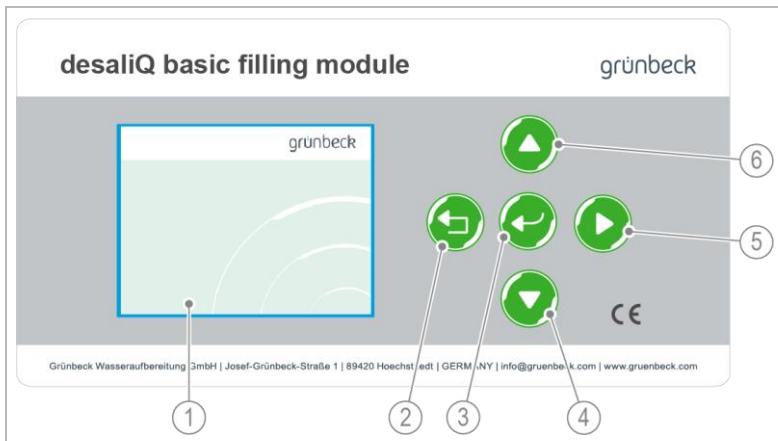 desaliQ basic filling module
grünbeck
grünbeck
6
5
CE
Grünbeck Wasseraufbereitung GmbH | Josef-Grünbeck-Straße 1 | 89420 Hoechstaedt | GERMANY | info@gruenbeck.com | www.gruenbeck.com
1
2
3
4